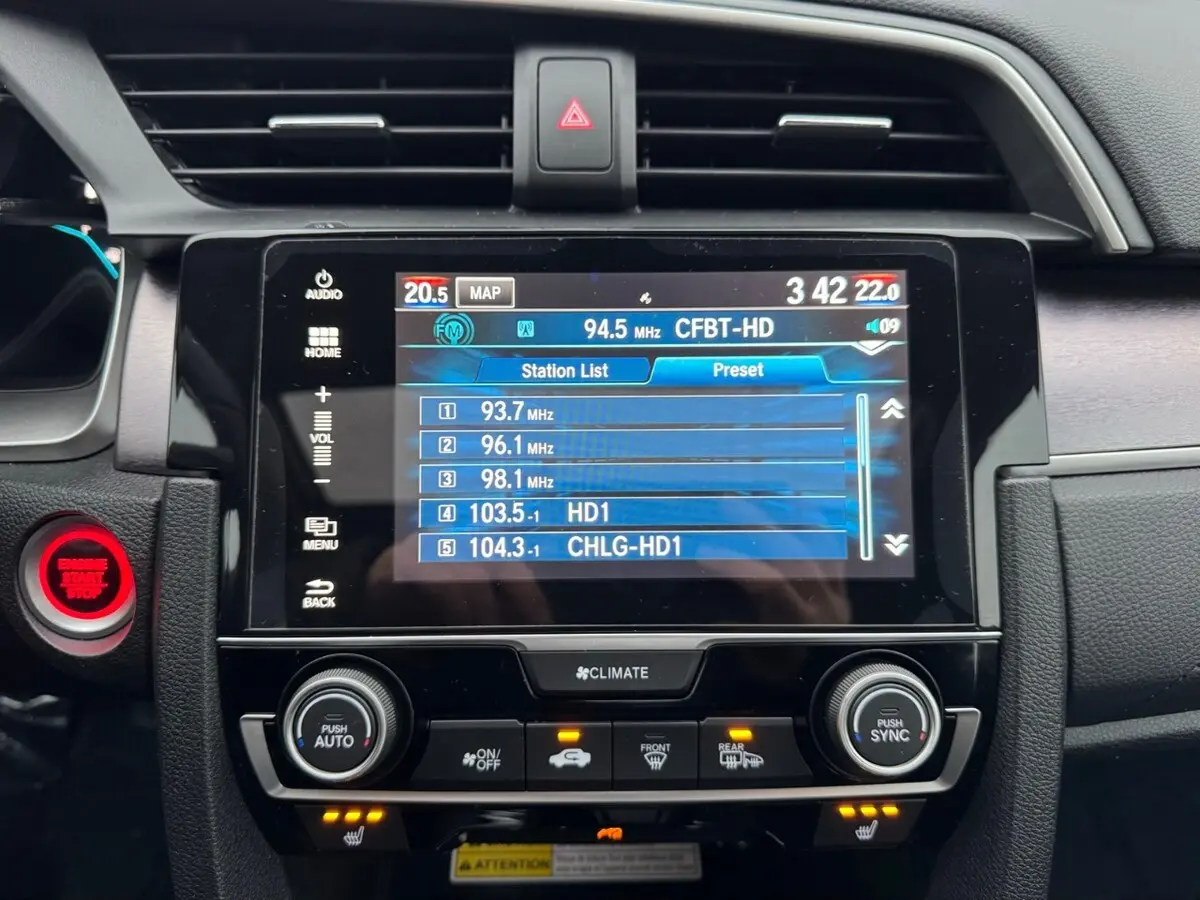 AUDIO
20.5 MAP 3 42 22.0
FM 94.5 MHz CFBT-HD 09
HOME
Station List Preset
+
1 93.7 MHz
VOL
2 96.1 MHz
3 98.1 MHz
-
4 103.5-1 HD1
MENU
5 104.3-1 CHLG-HD1
BACK
ENGINE
START
STOP
CLIMATE
PUSH
AUTO
ON/
OFF
FRONT
REAR
PUSH
SYNC
ATTENTION